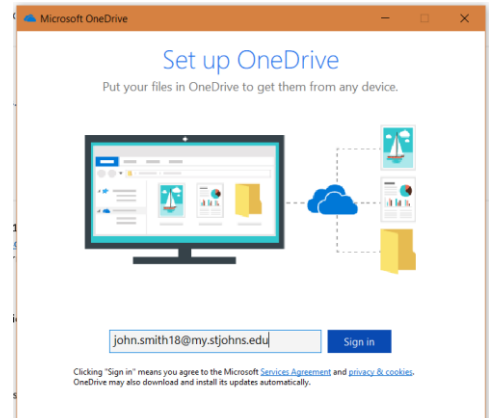 Microsoft OneDrive
Set up OneDrive
Put your files in OneDrive to get them from any device.
john.smith18@my.stjohns.edu
Sign in
Clicking "Sign in" means you agree to the Microsoft Services Agreement and privacy & cookies.
OneDrive may also download and install its updates automatically.